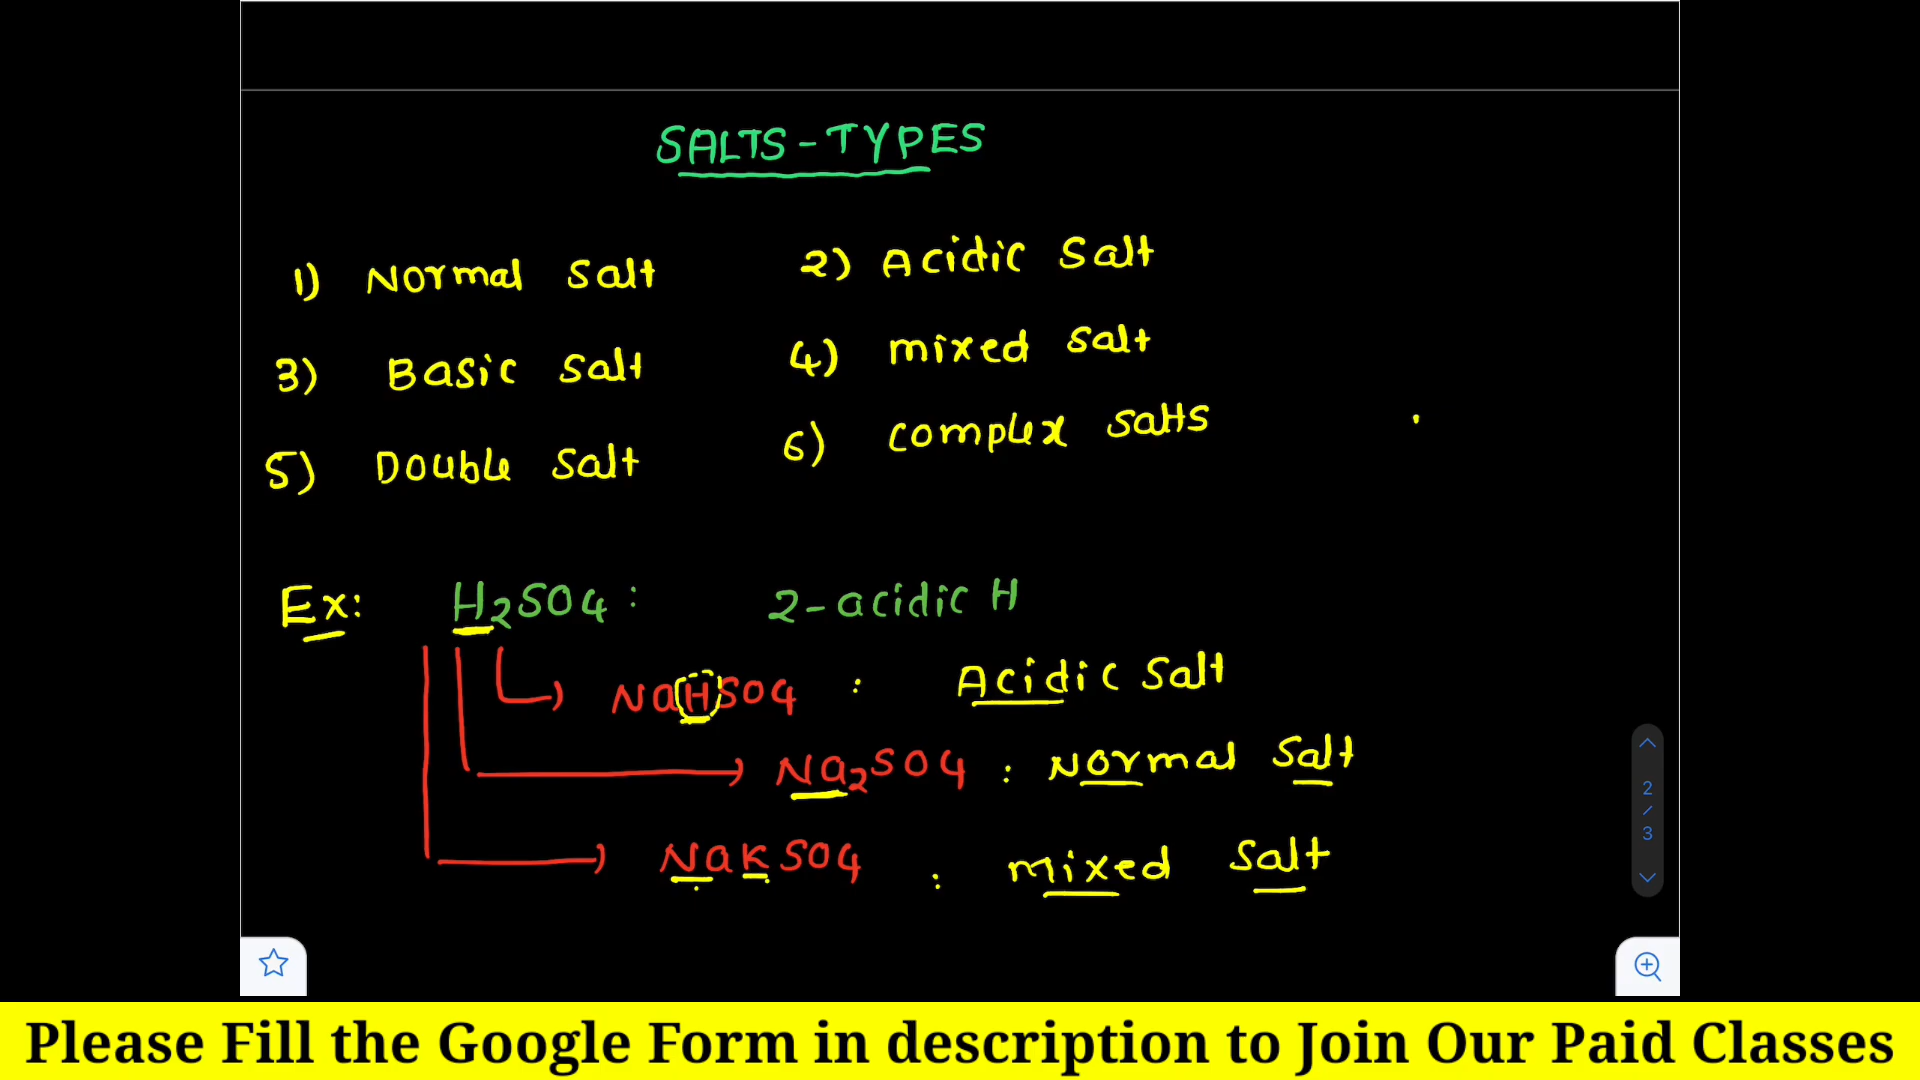 SALTS-TYPES
1) Normal Salt 2) Acidic Salt
3) Basic Salt 4) mixed Salt
5) Double Salt 6) complex Salts
Ex: H2SO4: 2-acidic H
NaHSO4 : Acidic Salt
Na2SO4 : Normal Salt
NaKSO4 : mixed Salt
2
/
3
Please Fill the Google Form in description to Join Our Paid Classes